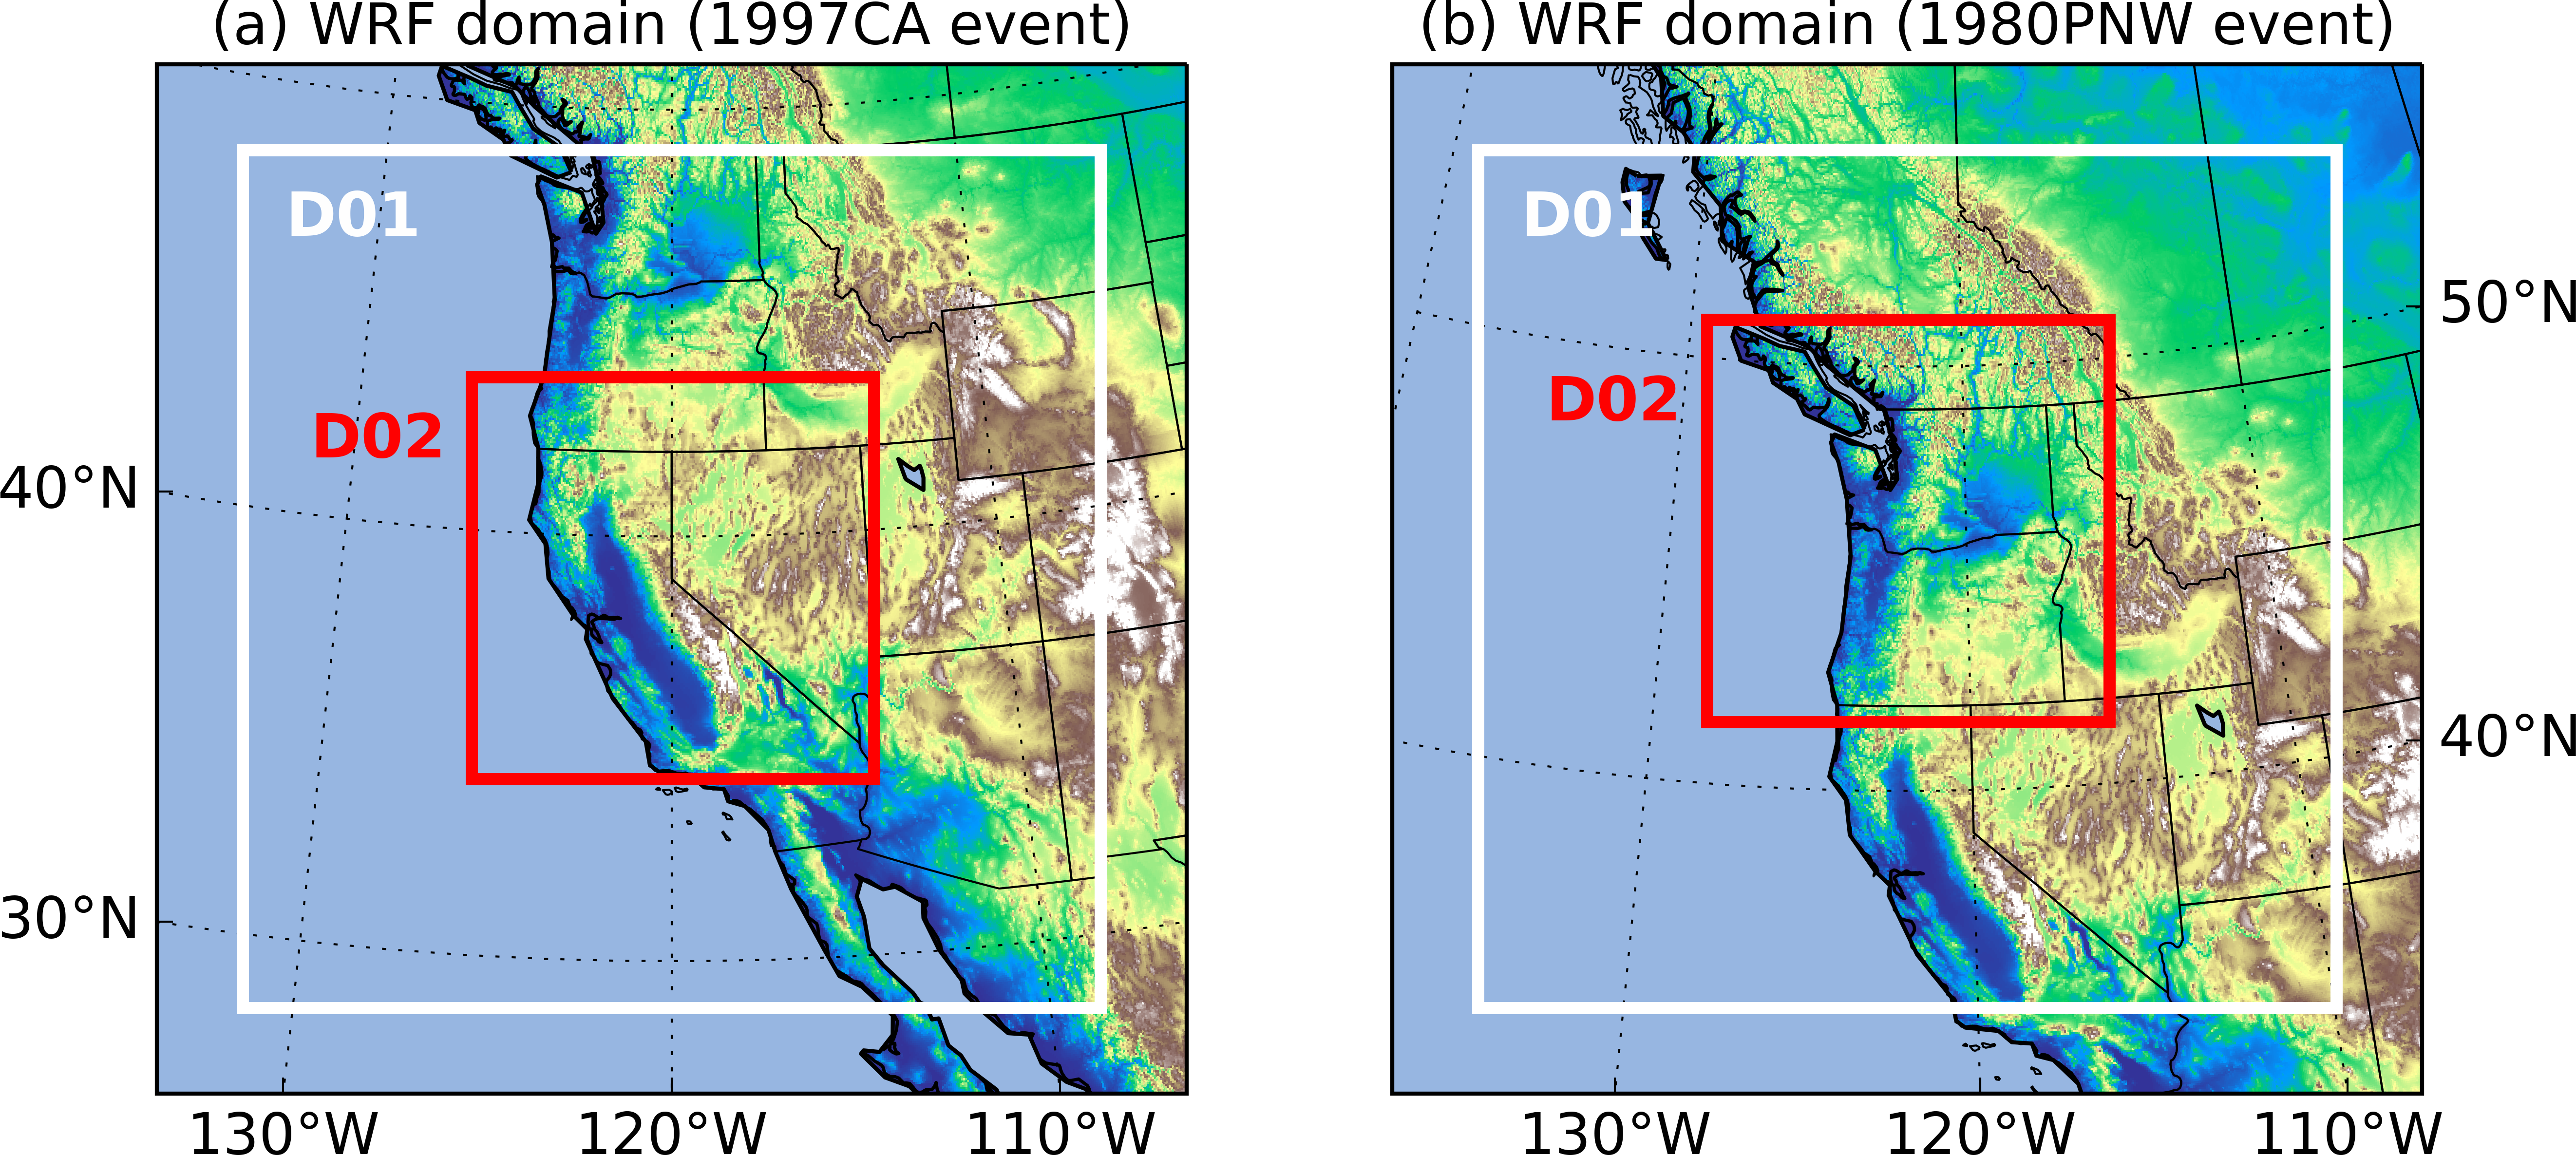 (a) WRF domain (1997CA event)
(b) WRF domain (1980PNW event)
D01
D02
40°N
30°N
130°W
120°W
110°W
D01
D02
50°N
40°N
130°W
120°W
110°W